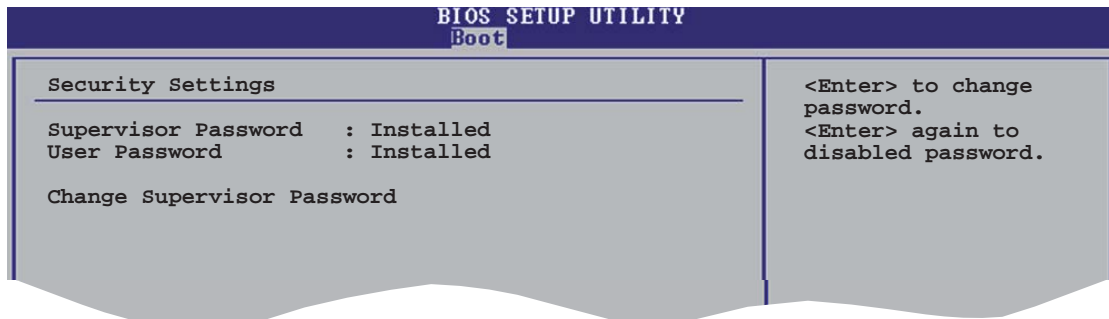 BIOS SETUP UTILITY
Boot
Security Settings
Supervisor Password : Installed
User Password : Installed
Change Supervisor Password
<Enter> to change
password.
<Enter> again to
disabled password.